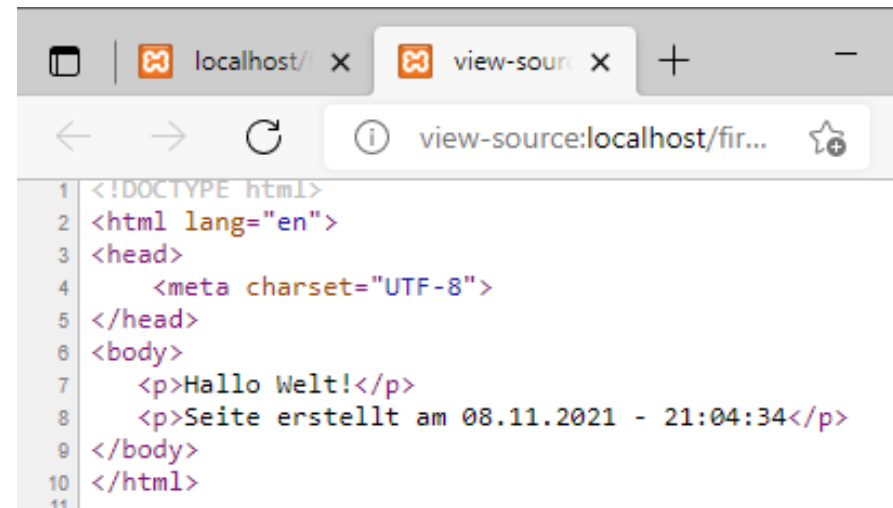 localhost/
view-sour
view-source:localhost/fir...
1 <!DOCTYPE html>
2 <html lang="en">
3 <head>
4     <meta charset="UTF-8">
5 </head>
6 <body>
7    <p>Hallo Welt!</p>
8    <p>Seite erstellt am 08.11.2021 - 21:04:34</p>
9 </body>
10 </html>
11